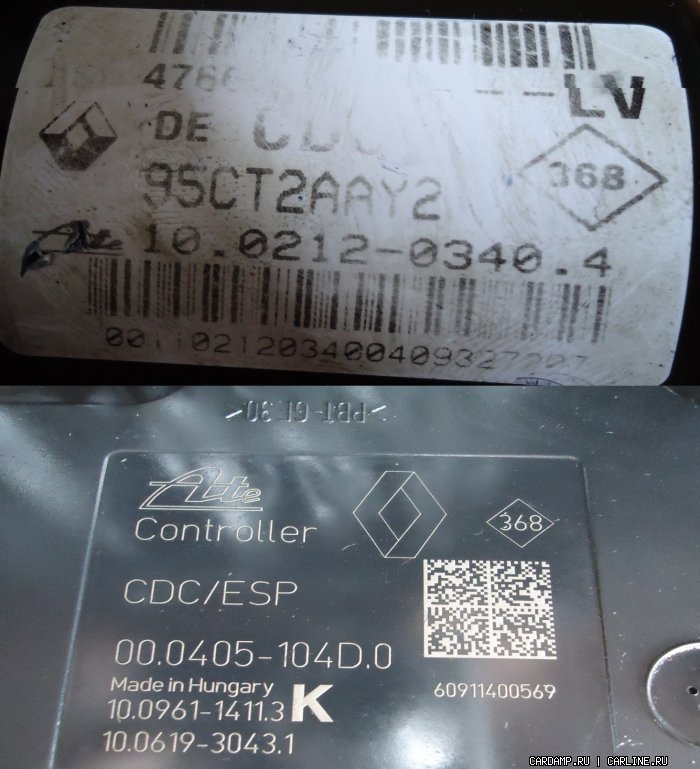 LV
DE
368
95CT2AAY2
Ate 10.0212-0340.4
>PBT-GF30<
Ate
Controller
368
CDC/ESP
00.0405-104D.0
Made in Hungary
10.0961-1411.3 K
60911400569
10.0619-3043.1
CARDAMP.RU | CARLINE.RU